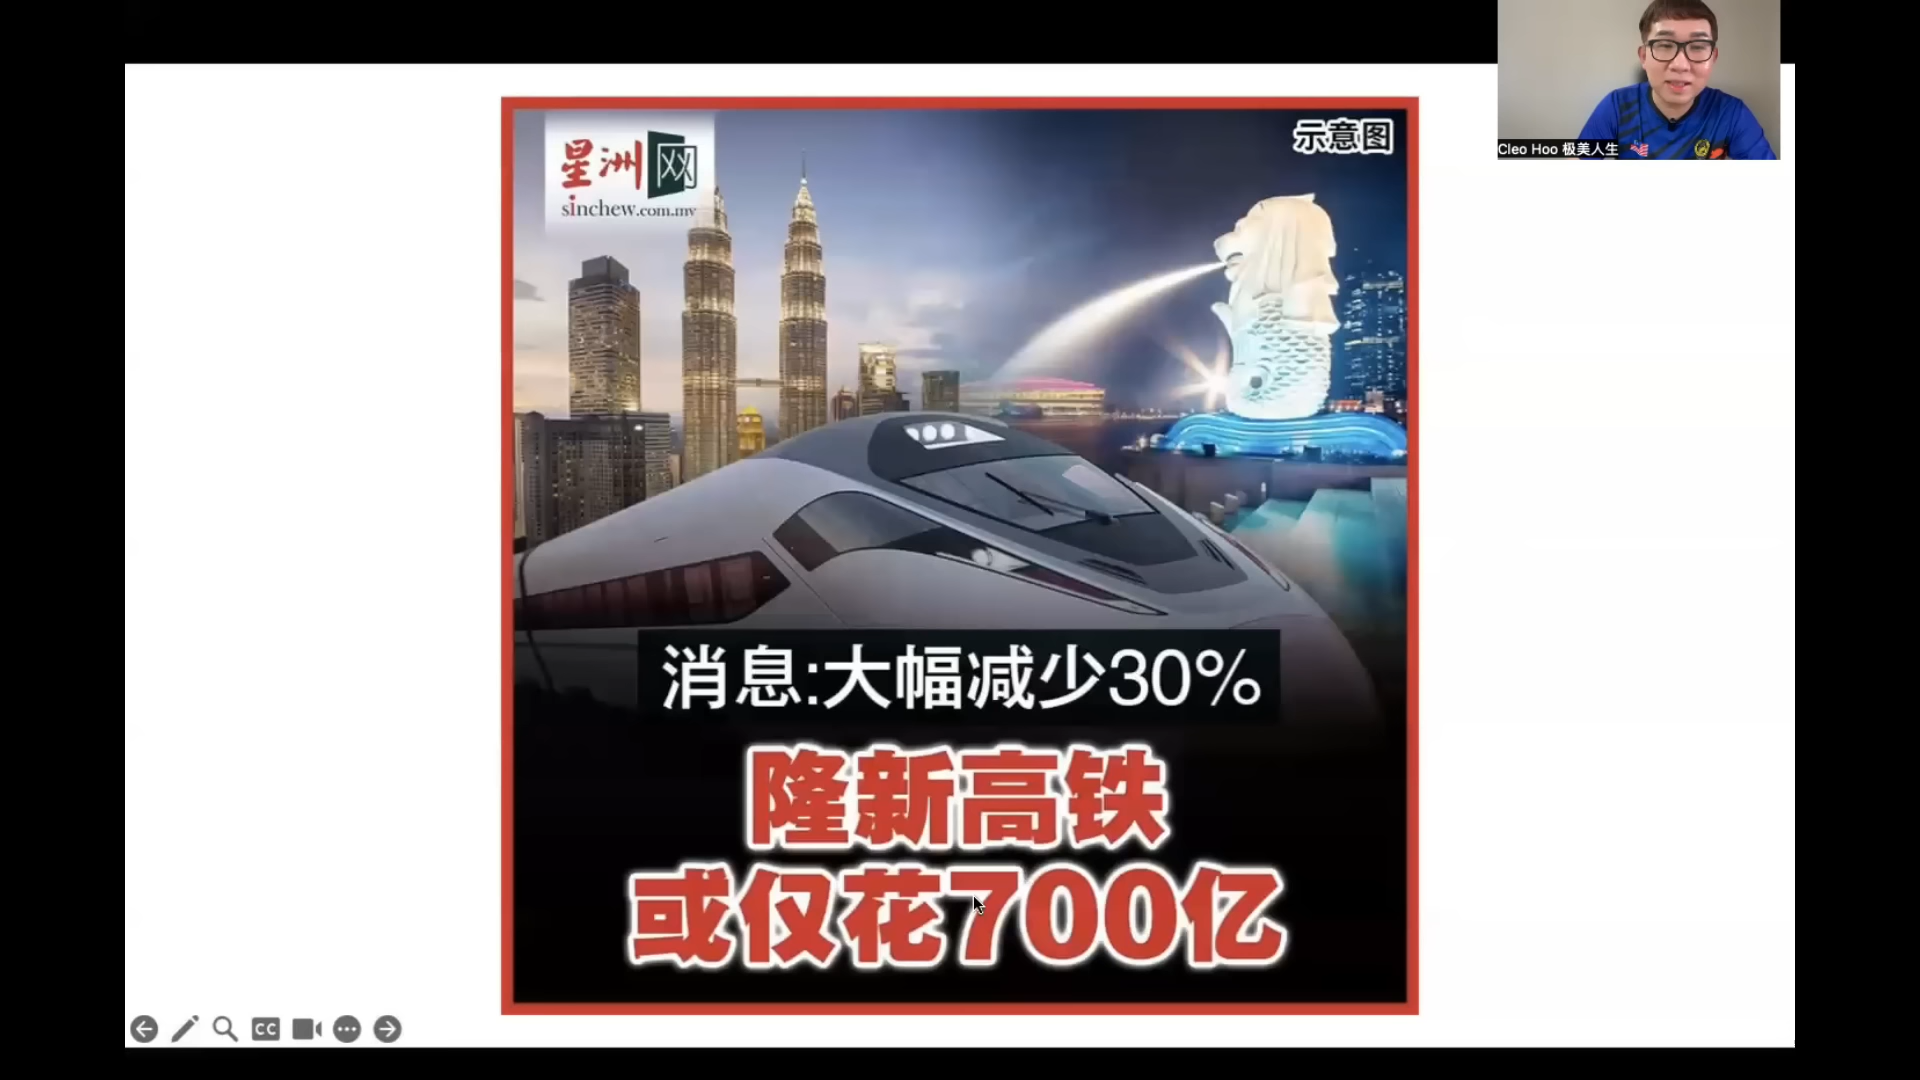 Cleo Hoo 极美人生
星洲网
sinchew.com.my
示意图
消息:大幅减少30%
隆新高铁
或仅花700亿
CC